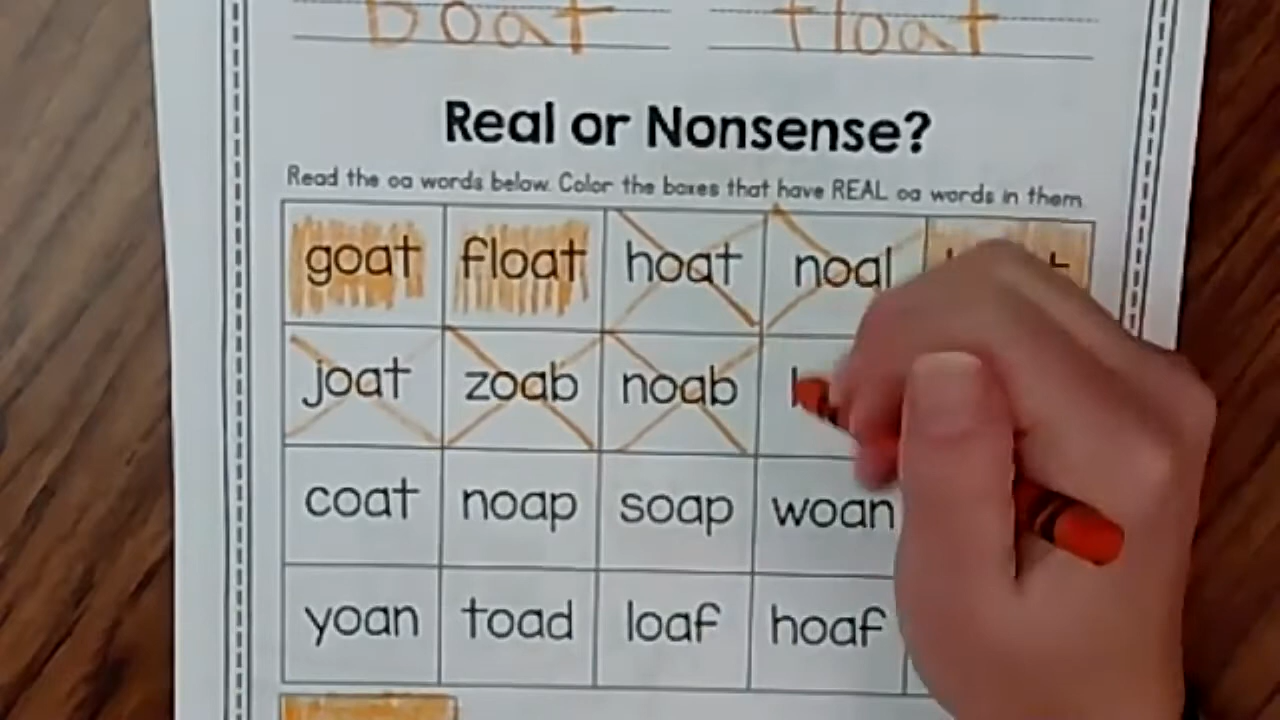 boat float
Real or Nonsense?
Read the oa words below. Color the boxes that have REAL oa words in them
goat float hoat noal
joat zoab noab
coat noap soap woan
yoan toad loaf hoaf